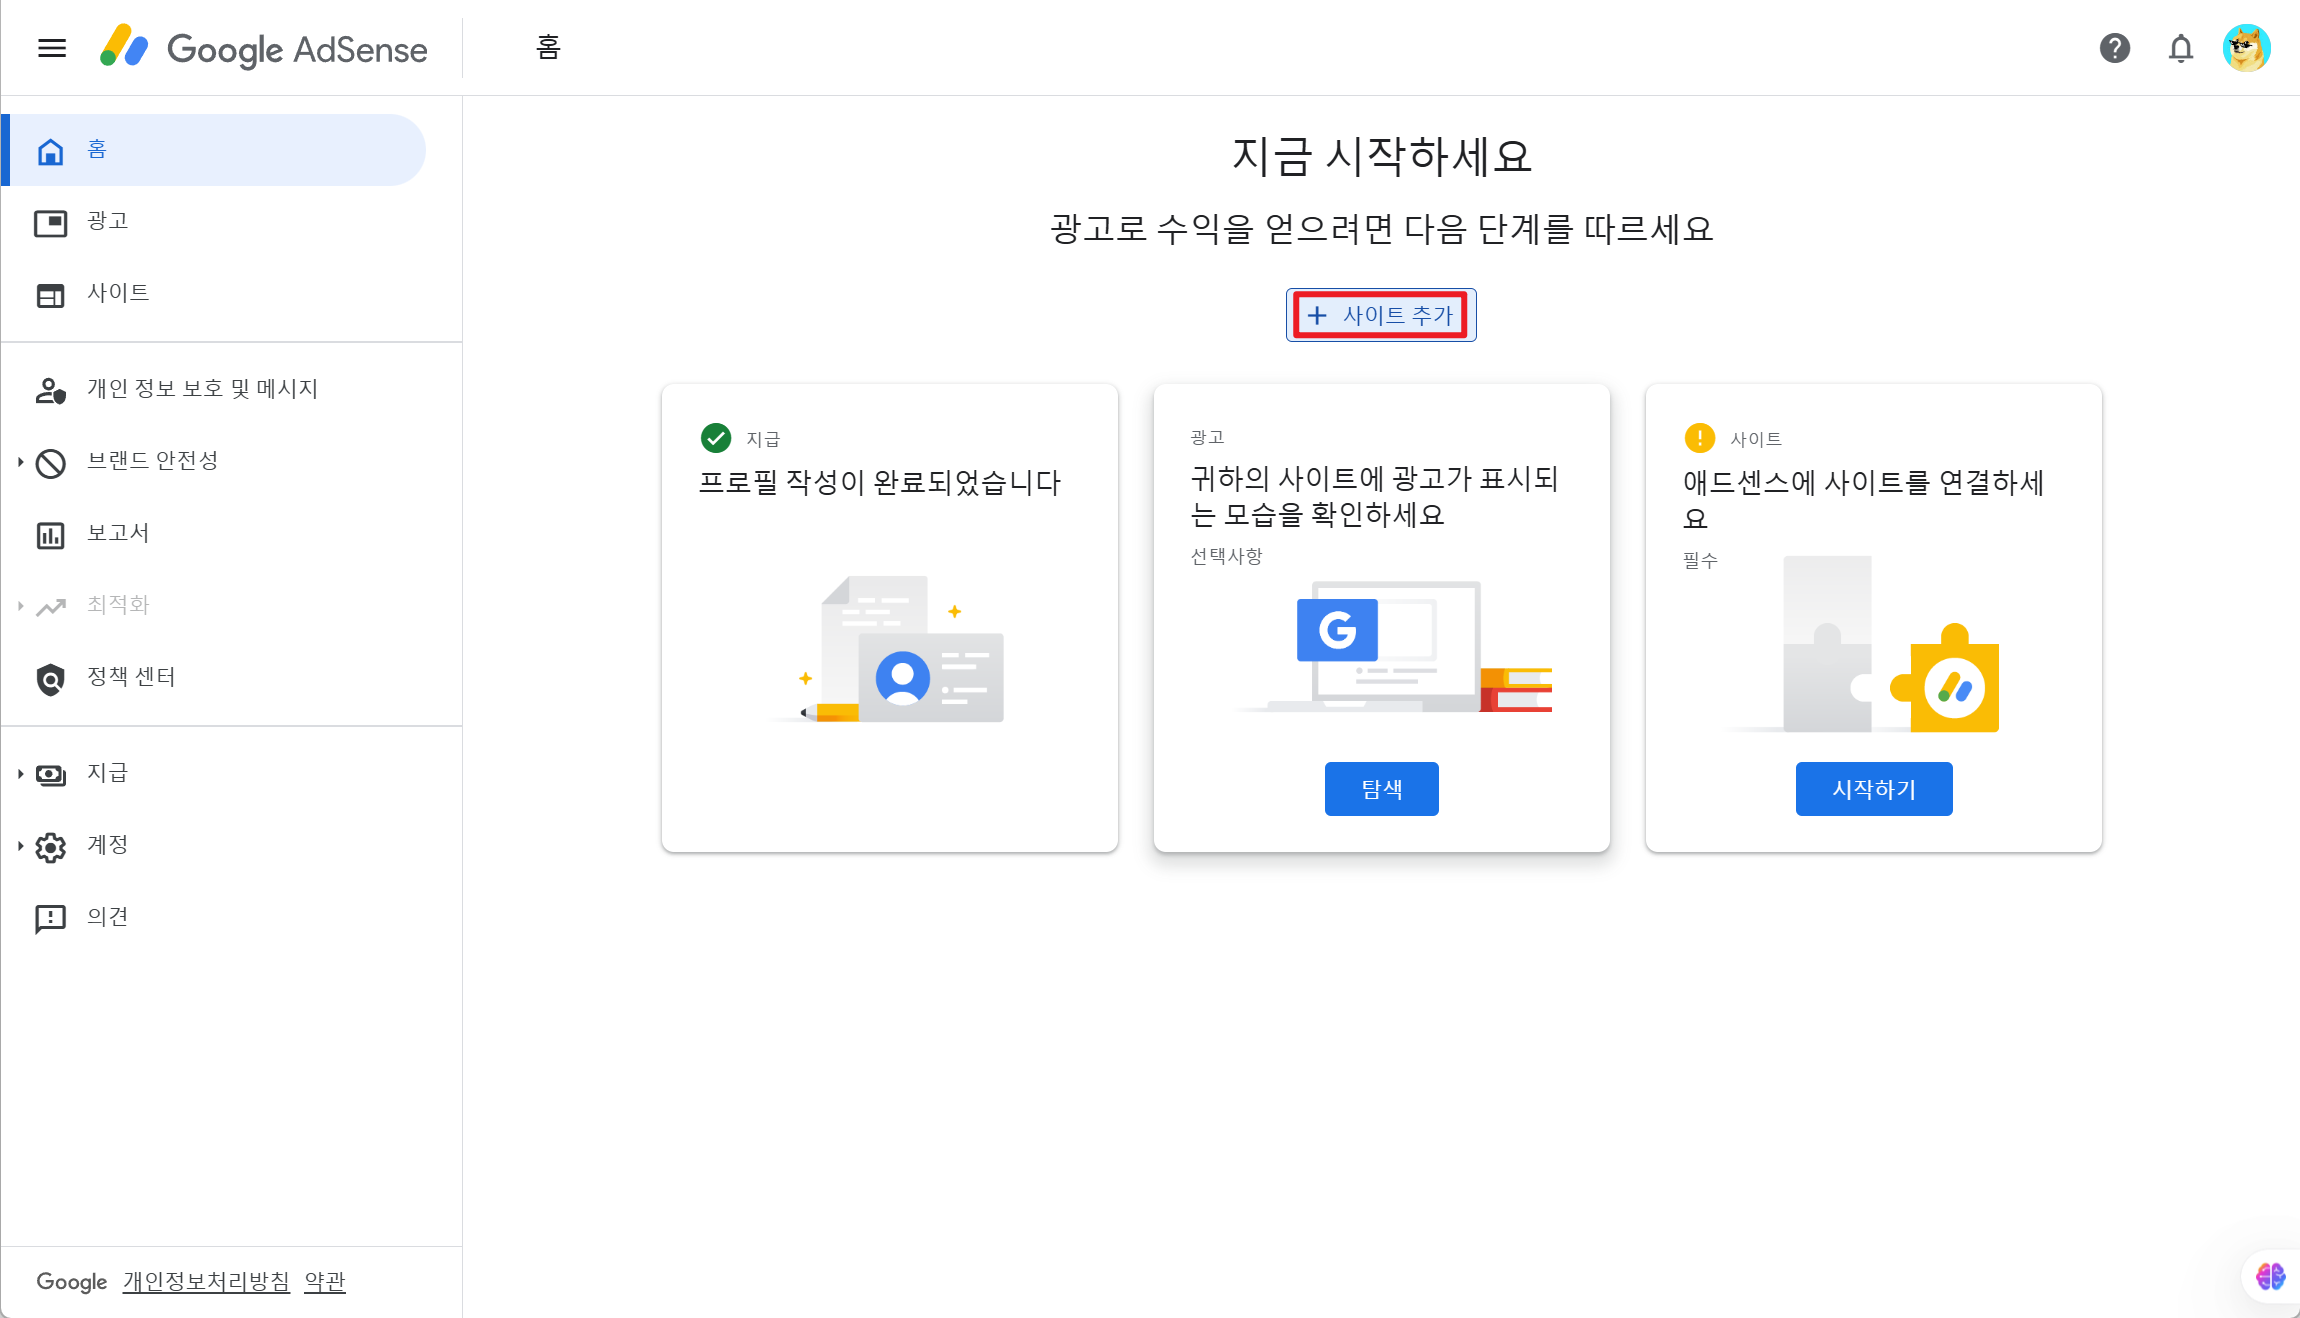 Google AdSense
홈
홈
광고
사이트
개인 정보 보호 및 메시지
브랜드 안전성
보고서
최적화
정책 센터
지급
계정
의견
Google 개인정보처리방침 약관
지금 시작하세요
광고로 수익을 얻으려면 다음 단계를 따르세요
+ 사이트 추가
지급
프로필 작성이 완료되었습니다
광고
귀하의 사이트에 광고가 표시되
는 모습을 확인하세요
선택사항
G
탐색
사이트
애드센스에 사이트를 연결하세
요
필수
시작하기